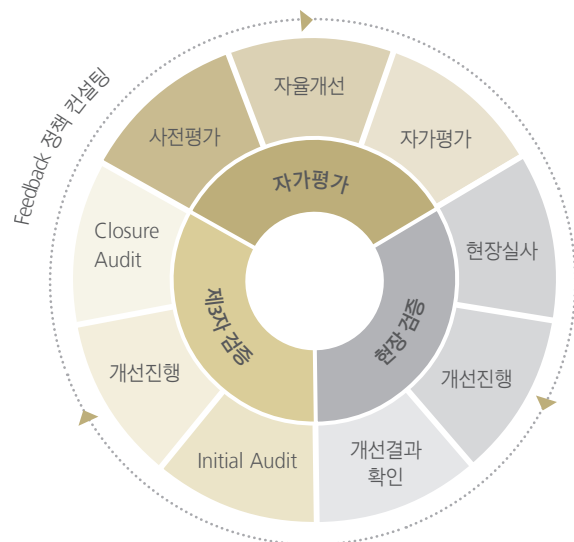 Feedback 정책 컨설팅
사전평가
자율개선
자가평가
자가평가
현장실사
개선진행
개선결과
확인
현장 검증
Initial Audit
개선진행
Closure
Audit
제3자 검증